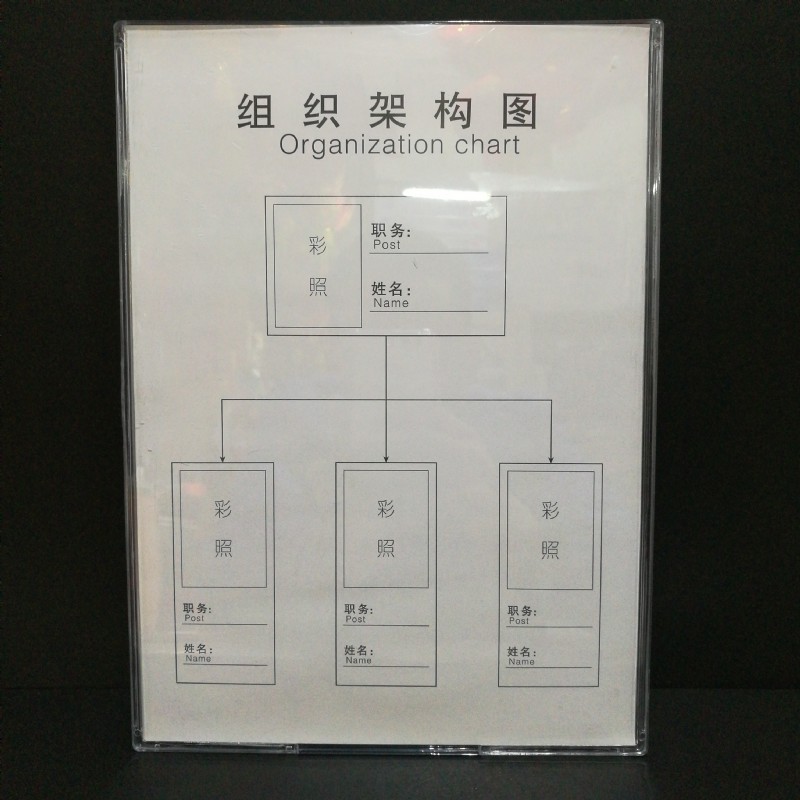 组织架构图
Organization chart
彩
照
职务:
Post
姓名:
Name
彩
照
职务:
Post
姓名:
Name
彩
照
职务:
Post
姓名:
Name
彩
照
职务:
Post
姓名:
Name